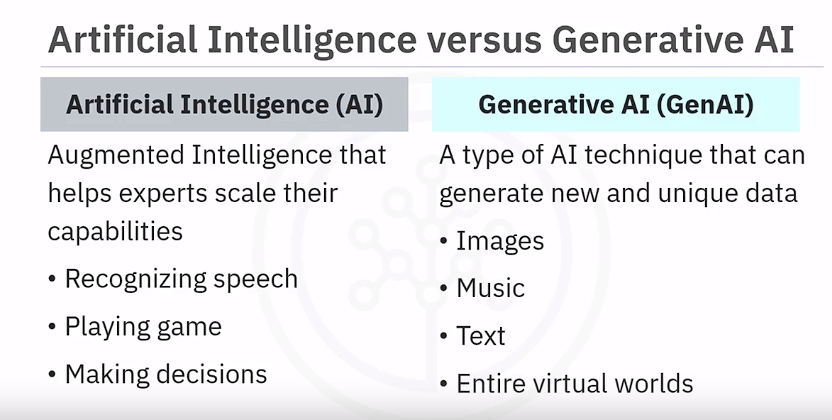 Artificial Intelligence versus Generative AI
Artificial Intelligence (AI)
Augmented Intelligence that
helps experts scale their
capabilities
• Recognizing speech
• Playing game
• Making decisions
Generative AI (GenAI)
A type of AI technique that can
generate new and unique data
• Images
• Music
• Text
• Entire virtual worlds